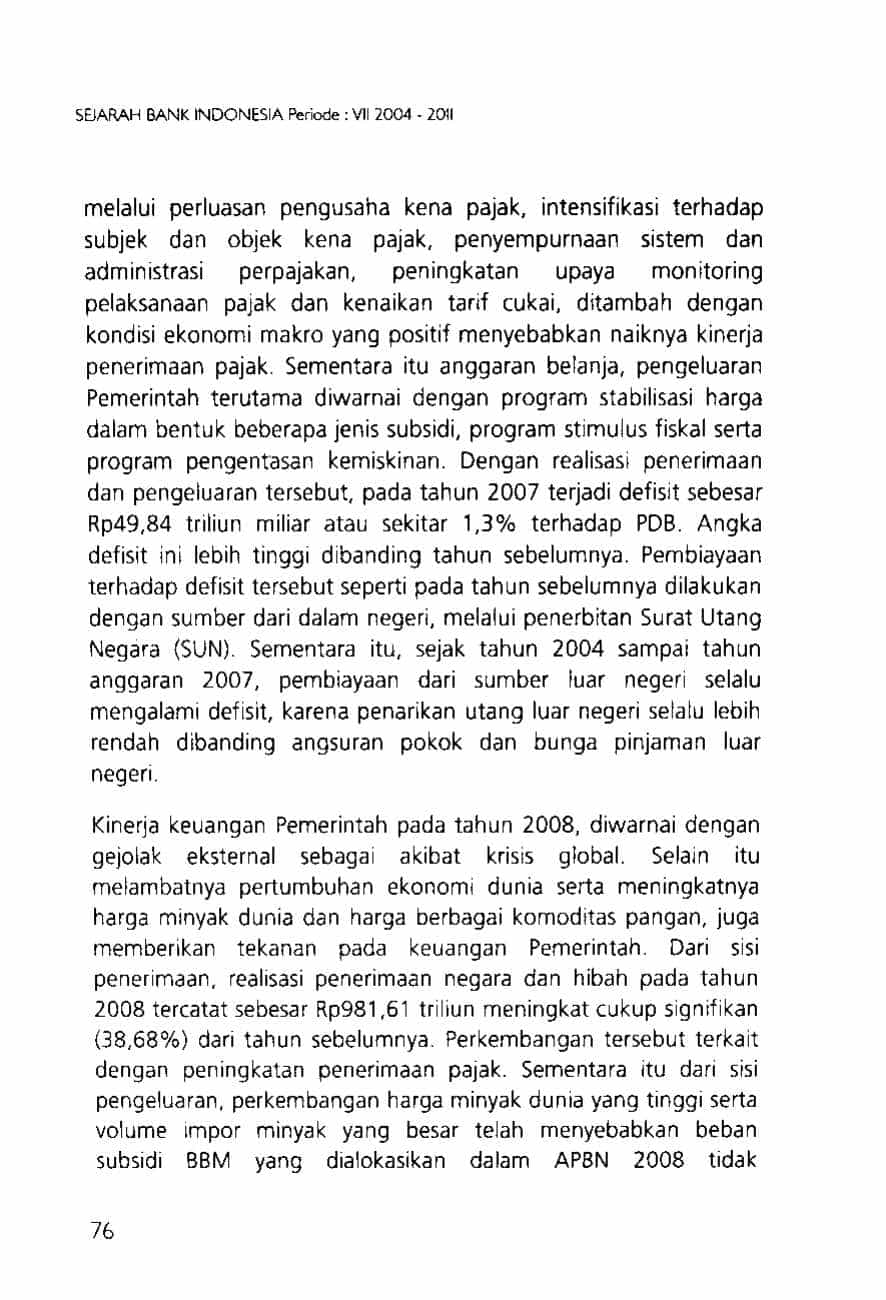 SEJARAH BANK INDONESIA Periode : VII 2004 - 2011
melalui perluasan pengusaha kena pajak, intensifikasi terhadap
subjek dan objek kena pajak, penyempurnaan sistem dan
administrasi perpajakan, peningkatan upaya monitoring
pelaksanaan pajak dan kenaikan tarif cukai, ditambah dengan
kondisi ekonomi makro yang positif menyebabkan naiknya kinerja
penerimaan pajak. Sementara itu anggaran belanja, pengeluaran
Pemerintah terutama diwarnai dengan program stabilisasi harga
dalam bentuk beberapa jenis subsidi, program stimulus fiskal serta
program pengentasan kemiskinan. Dengan realisasi penerimaan
dan pengeluaran tersebut, pada tahun 2007 terjadi defisit sebesar
Rp49,84 triliun miliar atau sekitar 1,3% terhadap PDB. Angka
defisit ini lebih tinggi dibanding tahun sebelumnya. Pembiayaan
terhadap defisit tersebut seperti pada tahun sebelumnya dilakukan
dengan sumber dari dalam negeri, melalui penerbitan Surat Utang
Negara (SUN). Sementara itu, sejak tahun 2004 sampai tahun
anggaran 2007, pembiayaan dari sumber luar negeri selalu
mengalami defisit, karena penarikan utang luar negeri selalu lebih
rendah dibanding angsuran pokok dan bunga pinjaman luar
negeri.
Kinerja keuangan Pemerintah pada tahun 2008, diwarnai dengan
gejolak eksternal sebagai akibat krisis global. Selain itu
melambatnya pertumbuhan ekonomi dunia serta meningkatnya
harga minyak dunia dan harga berbagai komoditas pangan, juga
memberikan tekanan pada keuangan Pemerintah. Dari sisi
penerimaan, realisasi penerimaan negara dan hibah pada tahun
2008 tercatat sebesar Rp981,61 triliun meningkat cukup signifikan
(38,68%) dari tahun sebelumnya. Perkembangan tersebut terkait
dengan peningkatan penerimaan pajak. Sementara itu dari sisi
pengeluaran, perkembangan harga minyak dunia yang tinggi serta
volume impor minyak yang besar telah menyebabkan beban
subsidi BBM yang dialokasikan dalam APBN 2008 tidak
76